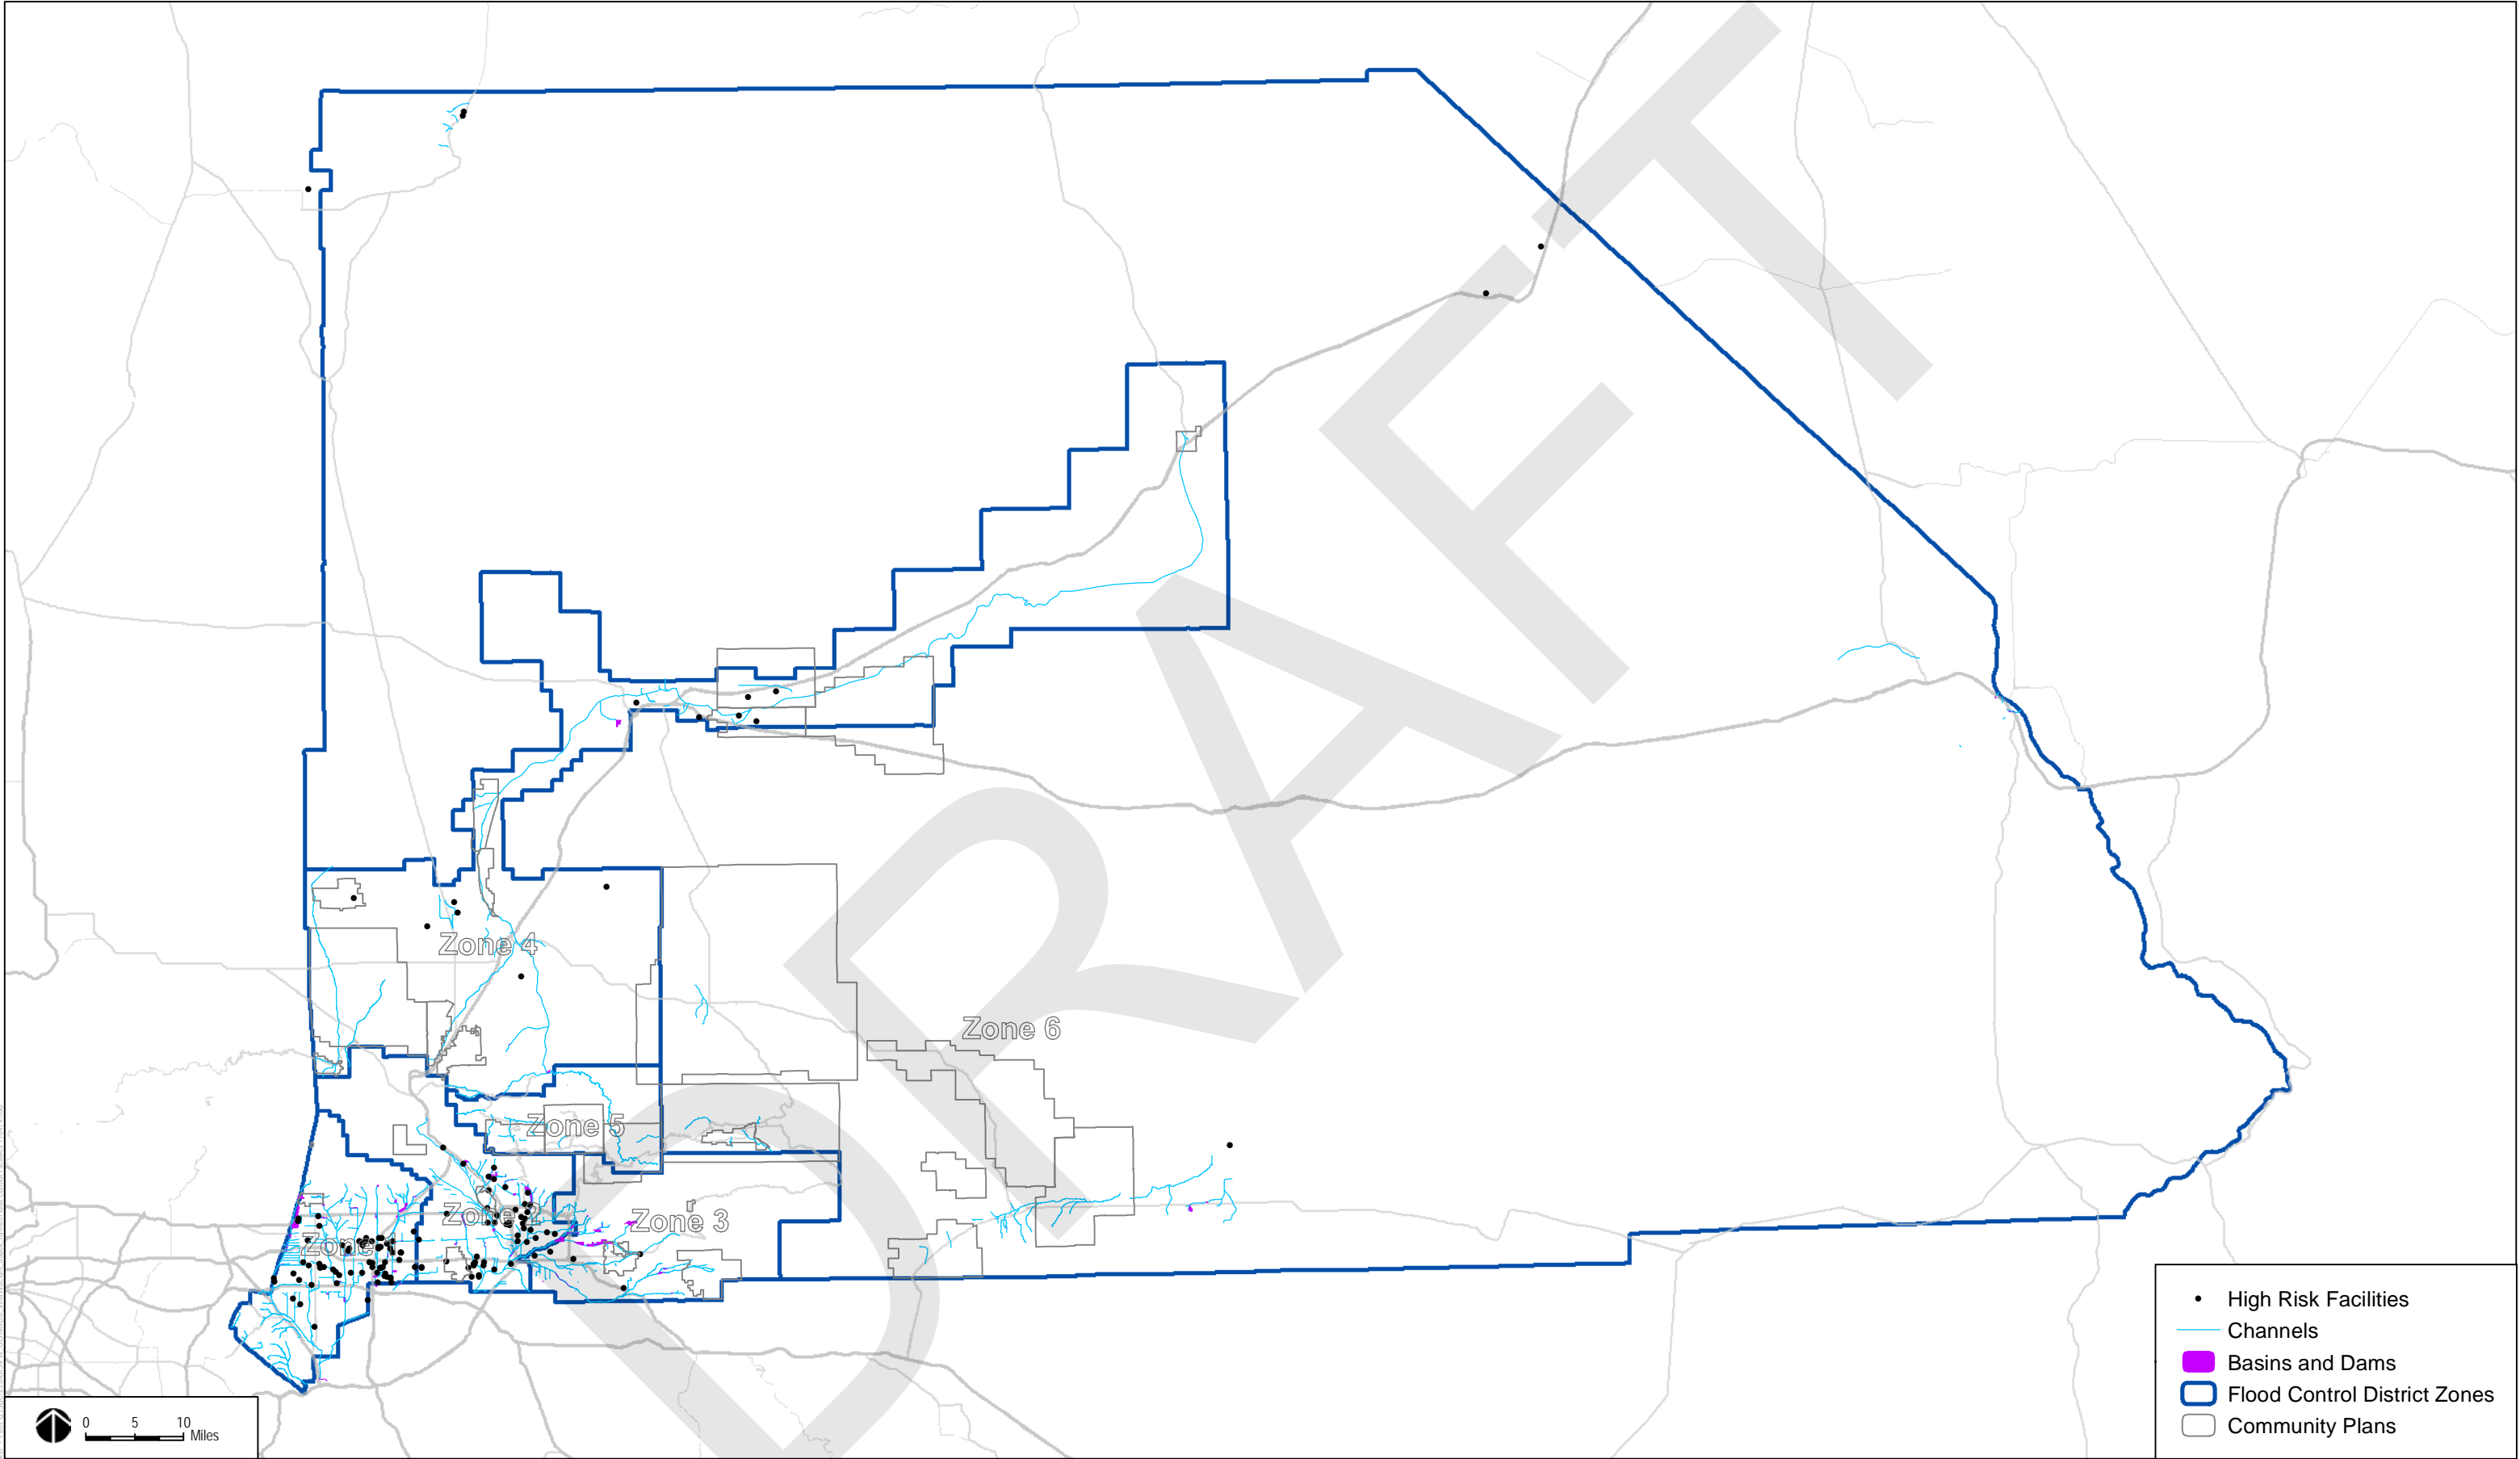 DRAFT
Zone 4
Zone 6
Zone 5
Zone 2
Zone 3
Zone
High Risk Facilities
Channels
Basins and Dams
Flood Control District Zones
Community Plans
0 5 10
Miles